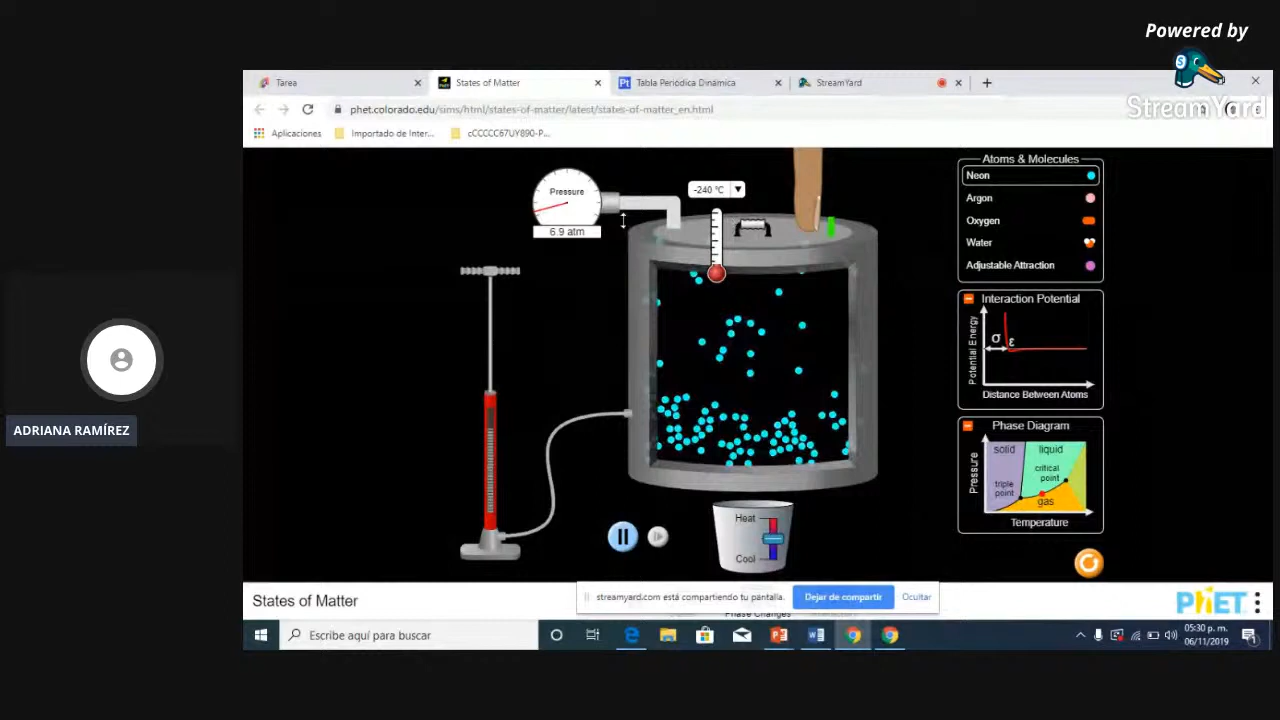 Powered by
StreamYard
Tarea
States of Matter
Tabla Periódica Dinámica
StreamYard
phet.colorado.edu/sims/html/states-of-matter/latest/states-of-matter_en.html
Aplicaciones
Importado de Inter...
cCCCCC67UY890-P...
Pressure
6.9 atm
-240 °C
Atoms & Molecules
Neon
Argon
Oxygen
Water
Adjustable Attraction
Interaction Potential
Potential Energy
σ ε
Distance Between Atoms
Phase Diagram
Pressure
solid
liquid
critical
point
triple
point
gas
Temperature
Heat
Cool
ADRIANA RAMÍREZ
States of Matter
streamyard.com está compartiendo tu pantalla.
Dejar de compartir
Ocultar
Phase Changes
PhET
Escribe aquí para buscar
05:30 p. m.
06/11/2019